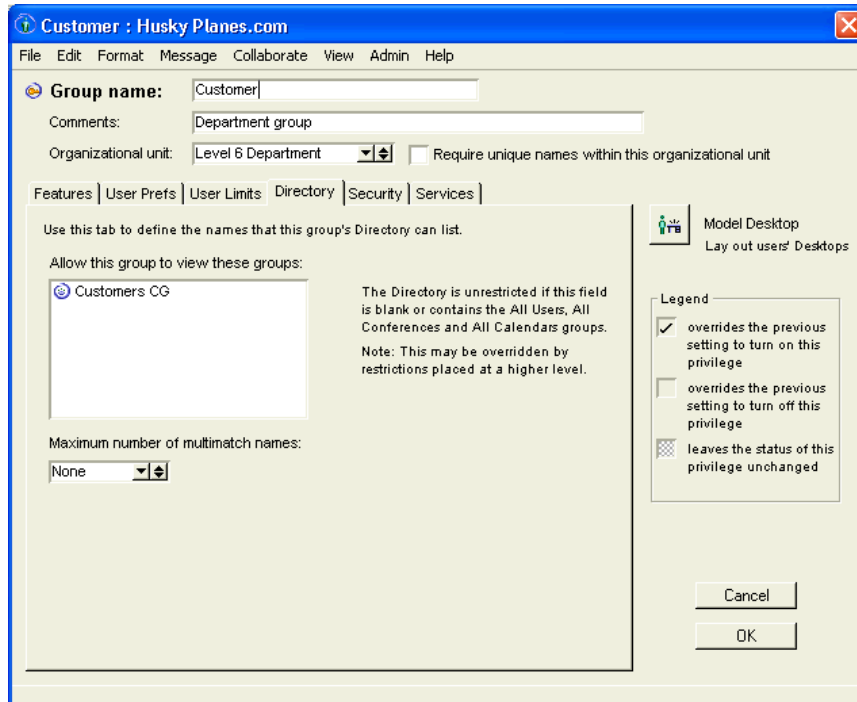 Customer : Husky Planes.com
File Edit Format Message Collaborate View Admin Help
Group name: Customer
Comments: Department group
Organizational unit: Level 6 Department Require unique names within this organizational unit
Features User Prefs User Limits Directory Security Services
Use this tab to define the names that this group's Directory can list.
Allow this group to view these groups:
Customers CG
The Directory is unrestricted if this field
is blank or contains the All Users, All
Conferences and All Calendars groups.
Note: This may be overridden by
restrictions placed at a higher level.
Maximum number of multimatch names:
None
Model Desktop
Lay out users' Desktops
Legend
overrides the previous
setting to turn on this
privilege
overrides the previous
setting to turn off this
privilege
leaves the status of this
privilege unchanged
Cancel
OK